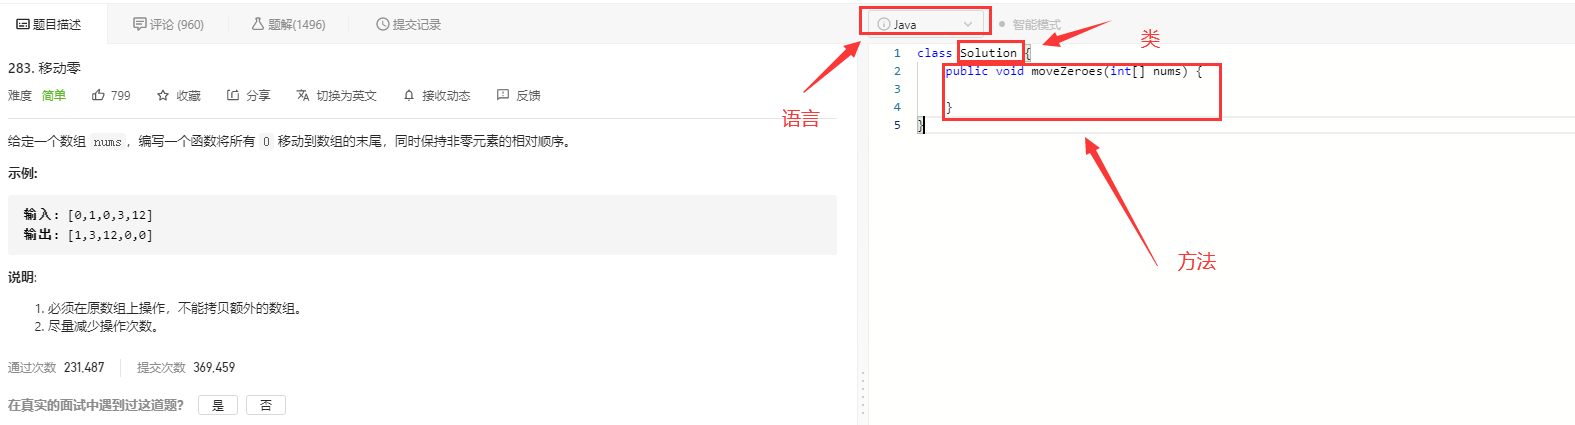 题目描述
评论 (960)
题解(1496)
提交记录
283. 移动零
难度 简单 799 收藏 分享 切换为英文 接收动态 反馈
给定一个数组 nums，编写一个函数将所有 0 移动到数组的末尾，同时保持非零元素的相对顺序。
示例:
输入: [0,1,0,3,12]
输出: [1,3,12,0,0]
说明:
1. 必须在原数组上操作，不能拷贝额外的数组。
2. 尽量减少操作次数。
通过次数 231,487 提交次数 369,459
在真实的面试中遇到过这道题? 是 否
Java
智能模式
类
1 class Solution {
2 public void moveZeroes(int[] nums) {
3
4 }
5 }
语言
方法